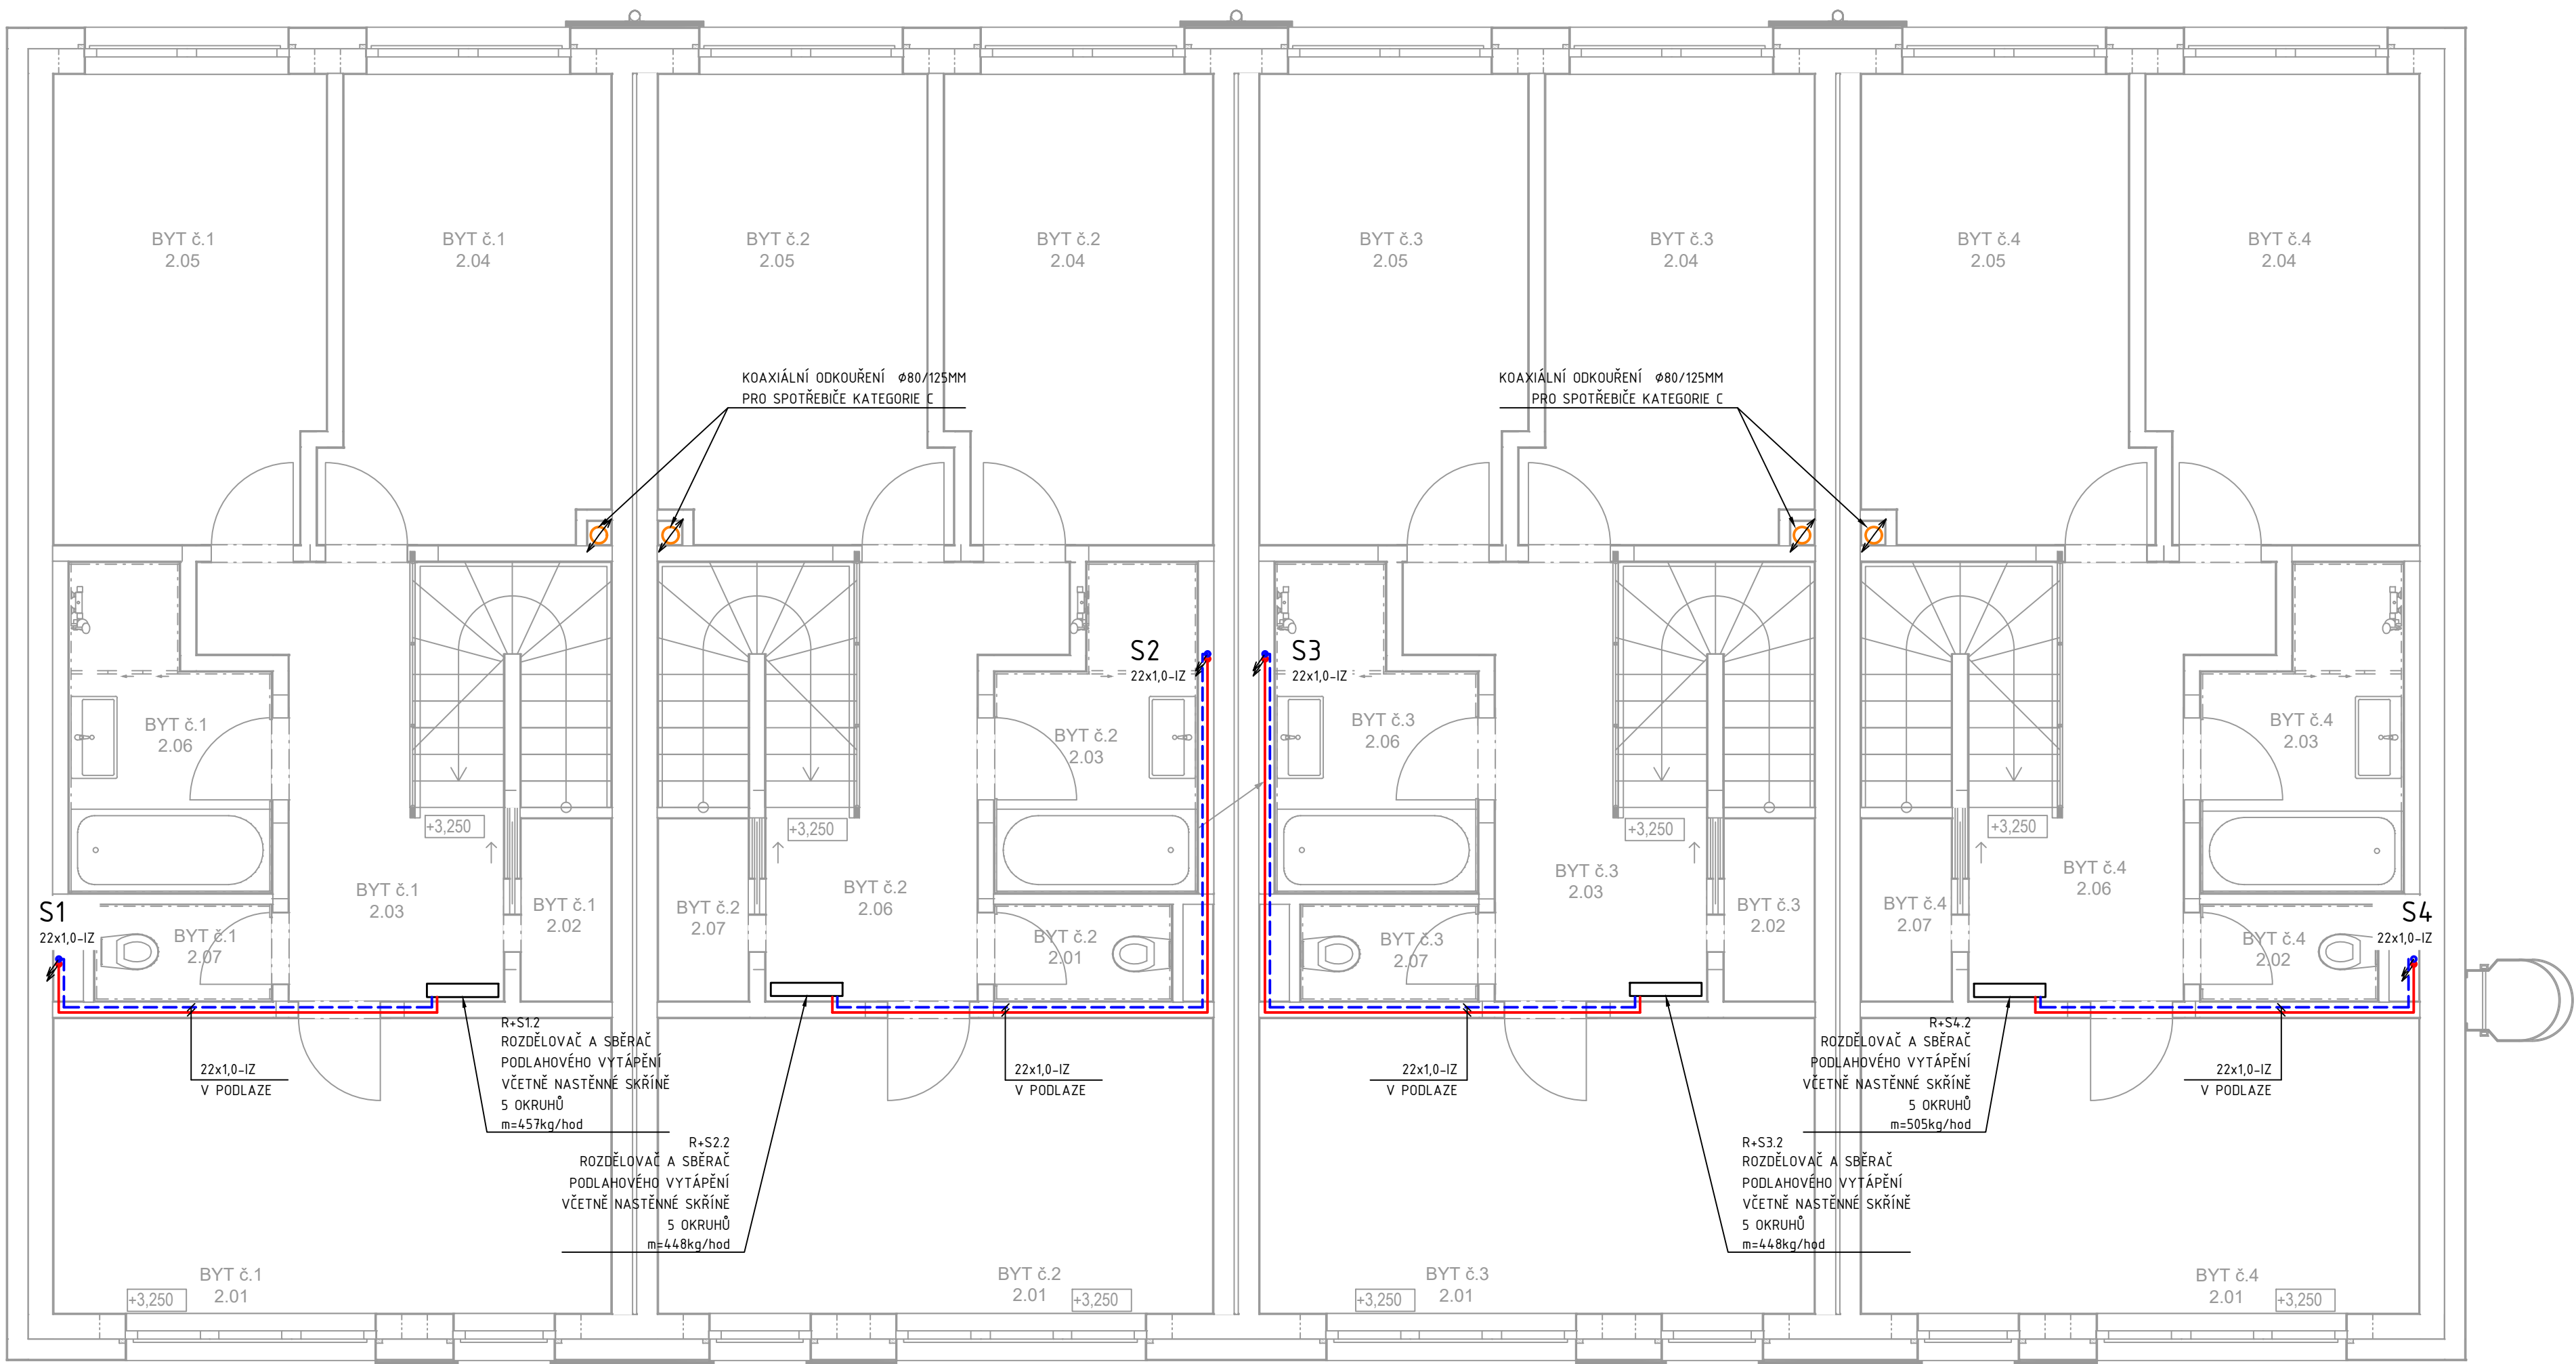 BYT č.1
2.05
BYT č.1
2.04
BYT č.2
2.05
BYT č.2
2.04
BYT č.3
2.05
BYT č.3
2.04
BYT č.4
2.05
BYT č.4
2.04
KOAXIÁLNÍ ODKOUŘENÍ ø80/125MM
PRO SPOTŘEBIČE KATEGORIE C
KOAXIÁLNÍ ODKOUŘENÍ ø80/125MM
PRO SPOTŘEBIČE KATEGORIE C
S2
22x1,0-IZ
S3
22x1,0-IZ
BYT č.1
2.06
BYT č.2
2.03
BYT č.3
2.06
BYT č.4
2.03
+3,250
+3,250
+3,250
+3,250
BYT č.1
2.03
BYT č.1
2.02
BYT č.2
2.07
BYT č.2
2.06
BYT č.3
2.03
BYT č.3
2.02
BYT č.4
2.07
BYT č.4
2.06
S1
22x1,0-IZ
BYT č.1
2.07
BYT č.2
2.01
BYT č.3
2.07
BYT č.4
2.02
S4
22x1,0-IZ
22x1,0-IZ
V PODLAZE
R+S1.2
ROZDĚLOVAČ A SBĚRAČ
PODLAHOVÉHO VYTÁPĚNÍ
VČETNĚ NASTĚNNÉ SKŘÍNĚ
5 OKRUHŮ
m=457kg/hod
22x1,0-IZ
V PODLAZE
22x1,0-IZ
V PODLAZE
R+S4.2
ROZDĚLOVAČ A SBĚRAČ
PODLAHOVÉHO VYTÁPĚNÍ
VČETNĚ NASTĚNNÉ SKŘÍNĚ
5 OKRUHŮ
m=505kg/hod
22x1,0-IZ
V PODLAZE
R+S2.2
ROZDĚLOVAČ A SBĚRAČ
PODLAHOVÉHO VYTÁPĚNÍ
VČETNĚ NASTĚNNÉ SKŘÍNĚ
5 OKRUHŮ
m=448kg/hod
R+S3.2
ROZDĚLOVAČ A SBĚRAČ
PODLAHOVÉHO VYTÁPĚNÍ
VČETNĚ NASTĚNNÉ SKŘÍNĚ
5 OKRUHŮ
m=448kg/hod
BYT č.1
2.01
+3,250
BYT č.2
2.01
+3,250
BYT č.3
2.01
+3,250
BYT č.4
2.01
+3,250